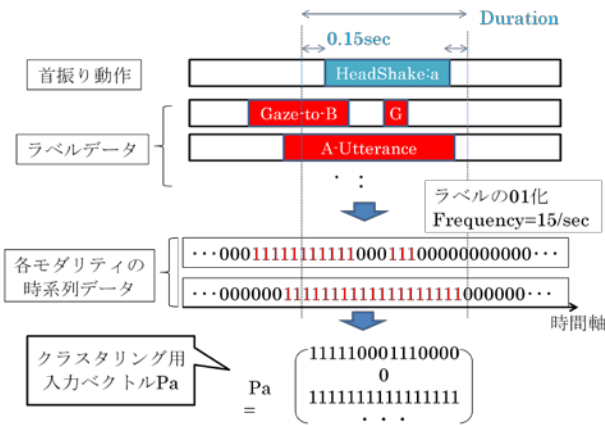 Duration
0.15sec
首振り動作
HeadShake:a
Gaze-to-B
G
ラベルデータ
A-Utterance
・・
:
ラベルの01化
Frequency=15/sec
各モダリティの
時系列データ
・・・0001111111111100011100000000000・・・
・・・000000111111111111111111000000・・・
時間軸
クラスタリング用
入力ベクトルPa
Pa
=
111110001110000
0
111111111111111
・・・